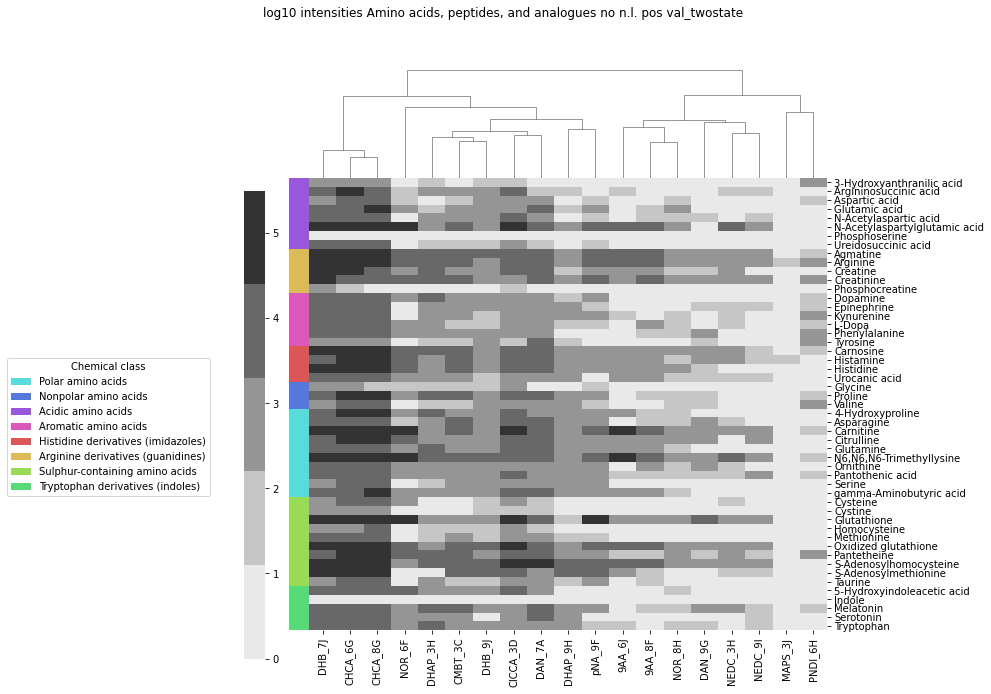 log10 intensities Amino acids, peptides, and analogues no n.l. pos val_twostate
5
4
3
2
1
0
Chemical class
Polar amino acids
Nonpolar amino acids
Acidic amino acids
Aromatic amino acids
Histidine derivatives (imidazoles)
Arginine derivatives (guanidines)
Sulphur-containing amino acids
Tryptophan derivatives (indoles)
3-Hydroxyanthranilic acid
Argininosuccinic acid
Aspartic acid
Glutamic acid
N-Acetylaspartic acid
N-Acetylaspartylglutamic acid
Phosphoserine
Ureidosuccinic acid
Agmatine
Arginine
Creatine
Creatinine
Phosphocreatine
Dopamine
Epinephrine
Kynurenine
L-Dopa
Phenylalanine
Tyrosine
Carnosine
Histamine
Histidine
Urocanic acid
Glycine
Proline
Valine
4-Hydroxyproline
Asparagine
Carnitine
Citrulline
Glutamine
N6,N6,N6-Trimethyllysine
Ornithine
Pantothenic acid
Serine
gamma-Aminobutyric acid
Cysteine
Cystine
Glutathione
Homocysteine
Methionine
Oxidized glutathione
Pantetheine
S-Adenosylhomocysteine
S-Adenosylmethionine
Taurine
5-Hydroxyindoleacetic acid
Indole
Melatonin
Serotonin
Tryptophan
DHB_7J
CHCA_6G
CHCA_8G
NOR_6F
DHAP_3H
CMBT_3C
DHB_9J
ClCCA_3D
DAN_7A
DHAP_9H
pNA_9F
9AA_6J
9AA_8F
NOR_8H
DAN_9G
NEDC_3H
NEDC_9I
MAPS_3J
PNDI_6H